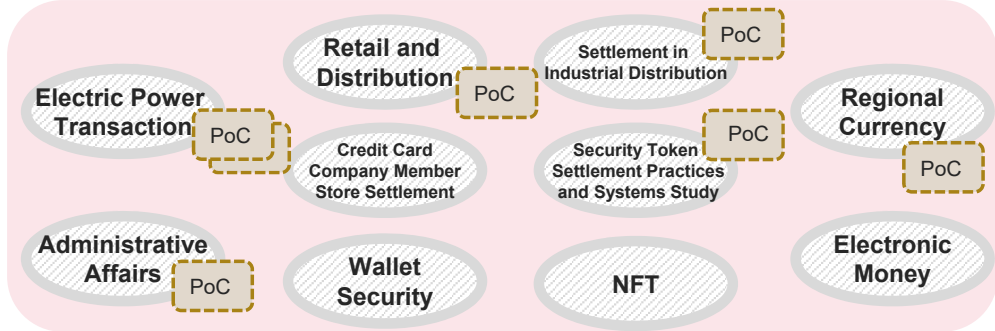 Electric Power
Transaction
PoC
Retail and
Distribution
PoC
Settlement in
Industrial Distribution
PoC
Regional
Currency
PoC
Credit Card
Company Member
Store Settlement
Security Token
Settlement Practices
and Systems Study
PoC
Administrative
Affairs
PoC
Wallet
Security
NFT
Electronic
Money